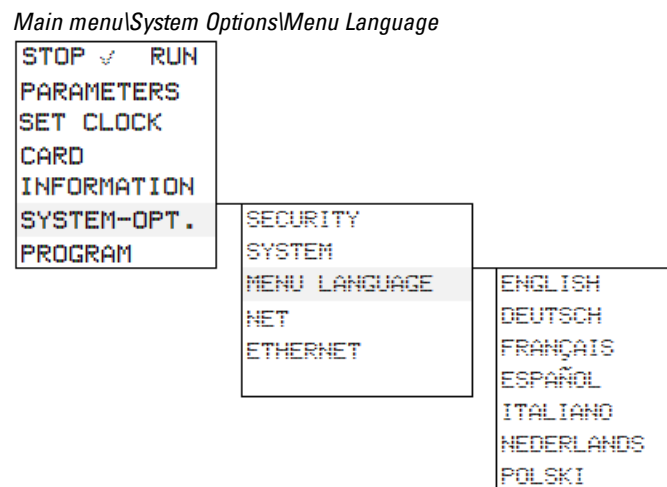 Main menu\System Options\Menu Language
STOP √ RUN
PARAMETERS
SET CLOCK
CARD
INFORMATION
SYSTEM-OPT.
PROGRAM
SECURITY
SYSTEM
MENU LANGUAGE
NET
ETHERNET
ENGLISH
DEUTSCH
FRANÇAIS
ESPAÑOL
ITALIANO
NEDERLANDS
POLSKI